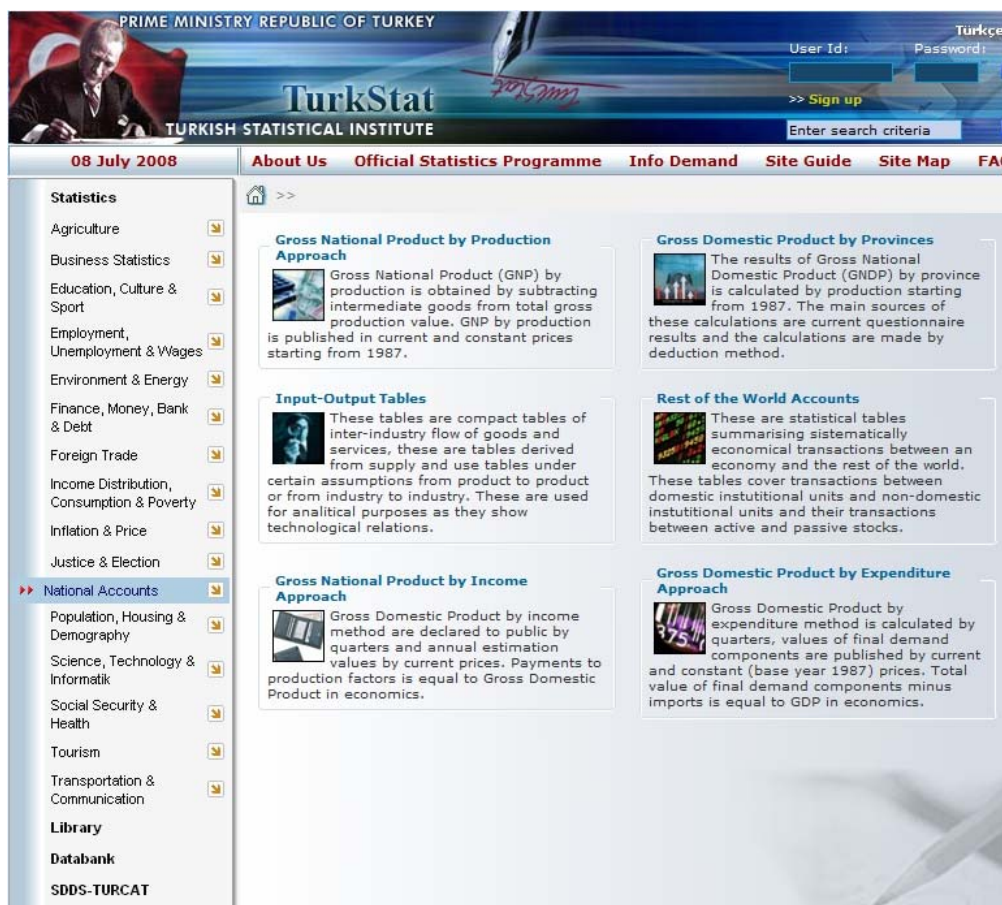 PRIME MINISTRY REPUBLIC OF TURKEY
Türkçe
User Id:
Password:
TurkStat
TurkStat
>> Sign up
TURKISH STATISTICAL INSTITUTE
Enter search criteria
08 July 2008
About Us
Official Statistics Programme
Info Demand
Site Guide
Site Map
FA
Statistics
Agriculture
Business Statistics
Education, Culture &
Sport
Employment,
Unemployment & Wages
Environment & Energy
Finance, Money, Bank
& Debt
Foreign Trade
Income Distribution,
Consumption & Poverty
Inflation & Price
Justice & Election
National Accounts
Population, Housing &
Demography
Science, Technology &
Informatik
Social Security &
Health
Tourism
Transportation &
Communication
Library
Databank
SDDS-TURCAT
>>
Gross National Product by Production
Approach
Gross National Product (GNP) by
production is obtained by subtracting
intermediate goods from total gross
production value. GNP by production
is published in current and constant prices
starting from 1987.
Gross Domestic Product by Provinces
The results of Gross National
Domestic Product (GNDP) by province
is calculated by production starting
from 1987. The main sources of
these calculations are current questionnaire
results and the calculations are made by
deduction method.
Input-Output Tables
These tables are compact tables of
inter-industry flow of goods and
services, these are tables derived
from supply and use tables under
certain assumptions from product to product
or from industry to industry. These are used
for analitical purposes as they show
technological relations.
Rest of the World Accounts
These are statistical tables
summarising sistematically
economical transactions between an
economy and the rest of the world.
These tables cover transactions between
domestic instutitional units and non-domestic
instutitional units and their transactions
between active and passive stocks.
Gross National Product by Income
Approach
Gross Domestic Product by income
method are declared to public by
quarters and annual estimation
values by current prices. Payments to
production factors is equal to Gross Domestic
Product in economics.
Gross Domestic Product by Expenditure
Approach
Gross Domestic Product by
expenditure method is calculated by
quarters, values of final demand
components are published by current
and constant (base year 1987) prices. Total
value of final demand components minus
imports is equal to GDP in economics.